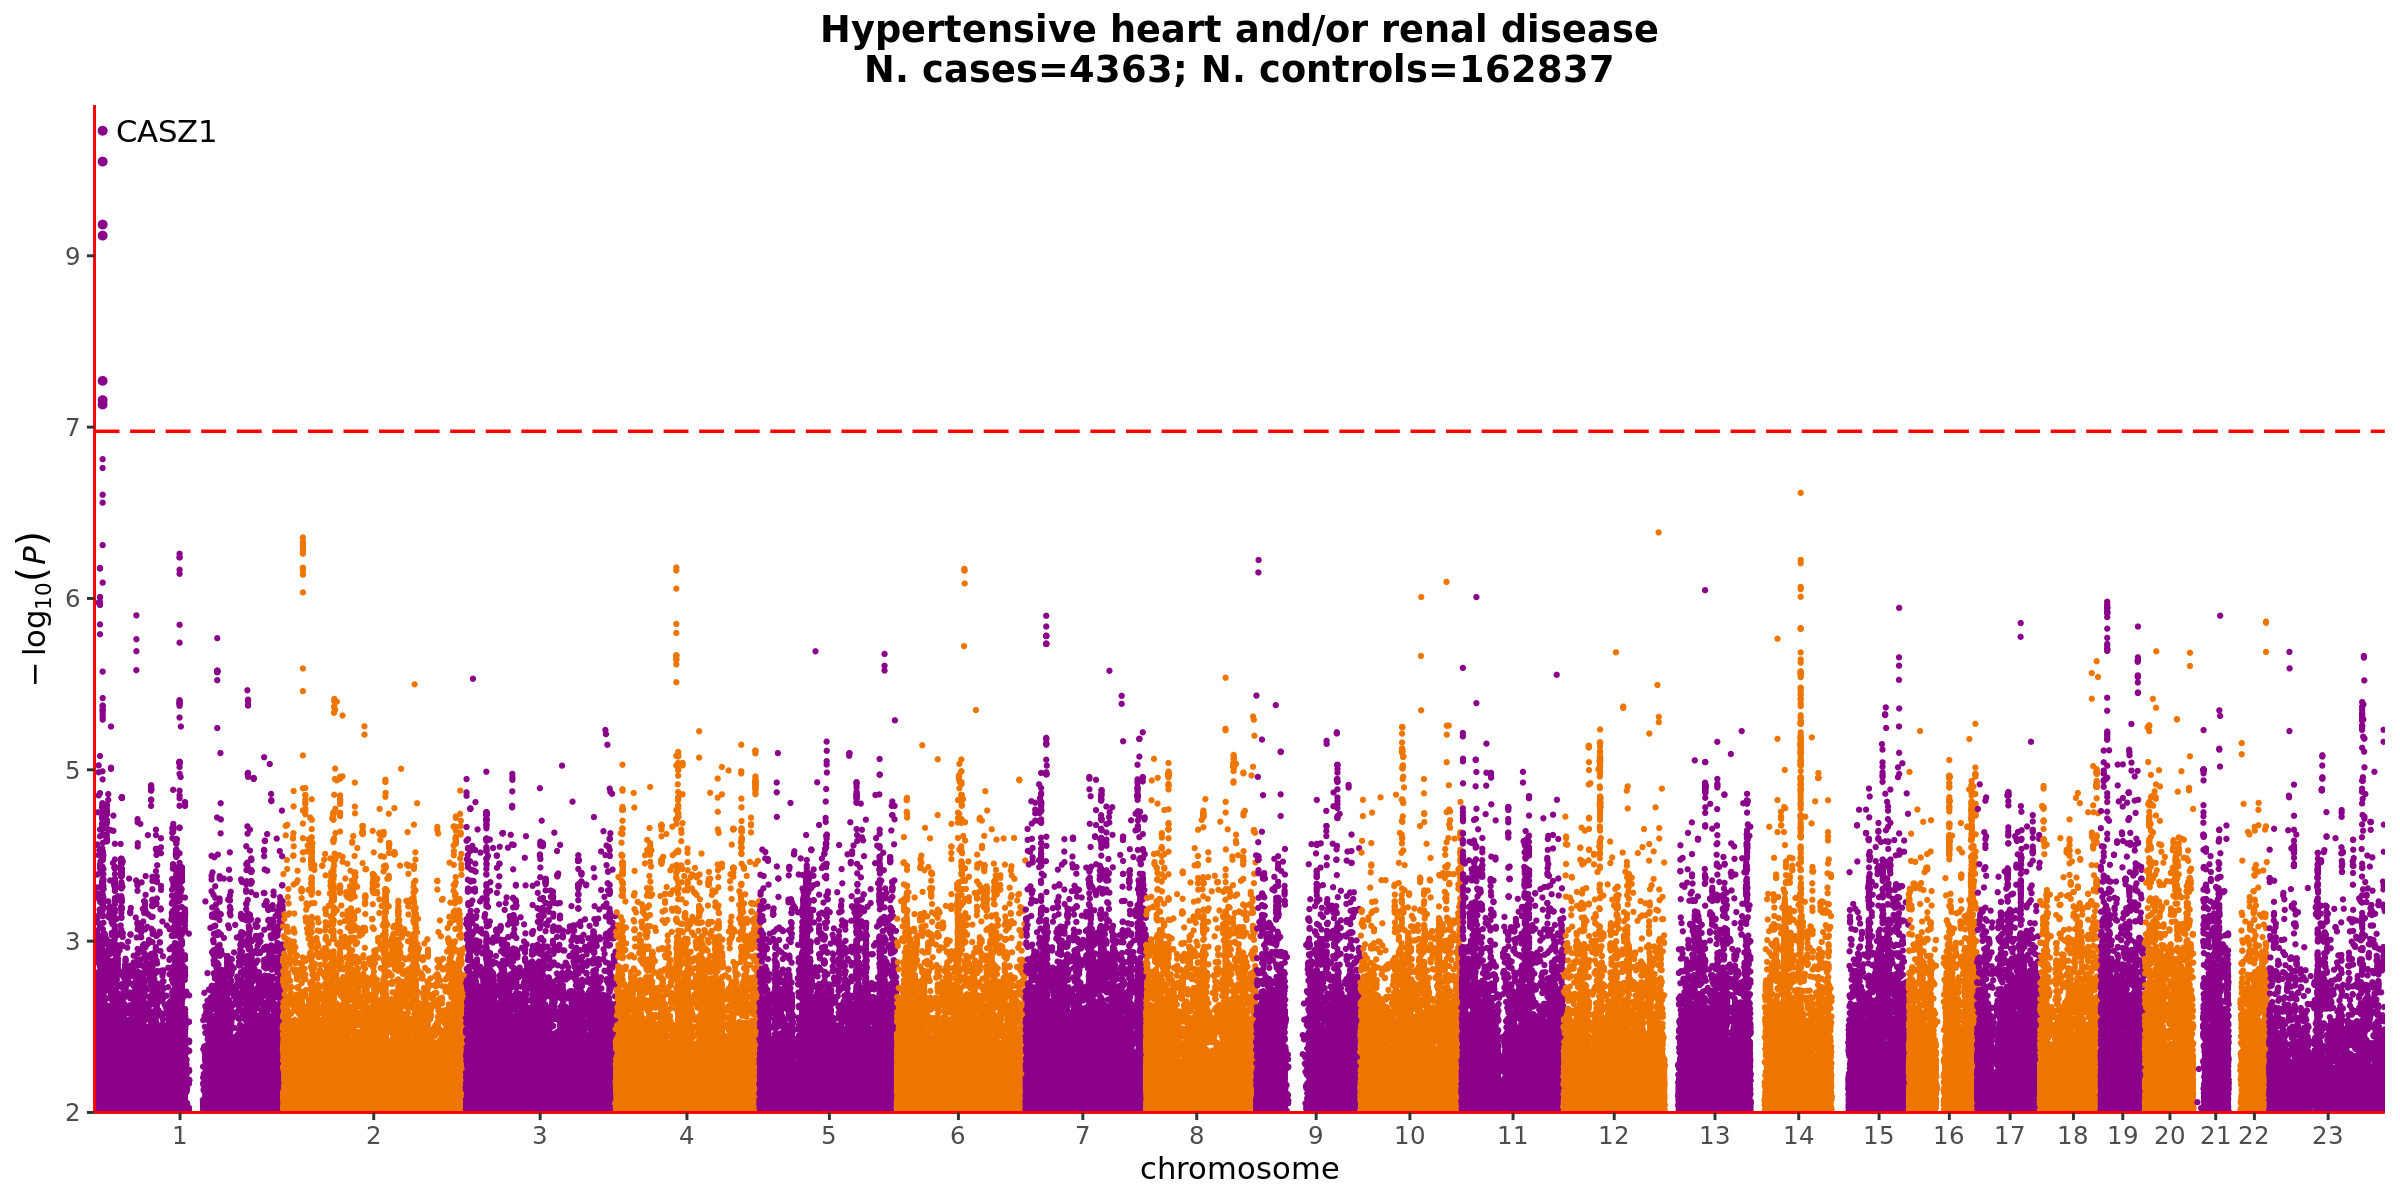 Hypertensive heart and/or renal disease
N. cases=4363; N. controls=162837
CASZ1
9
7
6
5
3
2
−log10(P)
1 2 3 4 5 6 7 8 9 10 11 12 13 14 15 16 17 18 19 20 21 22 23
chromosome